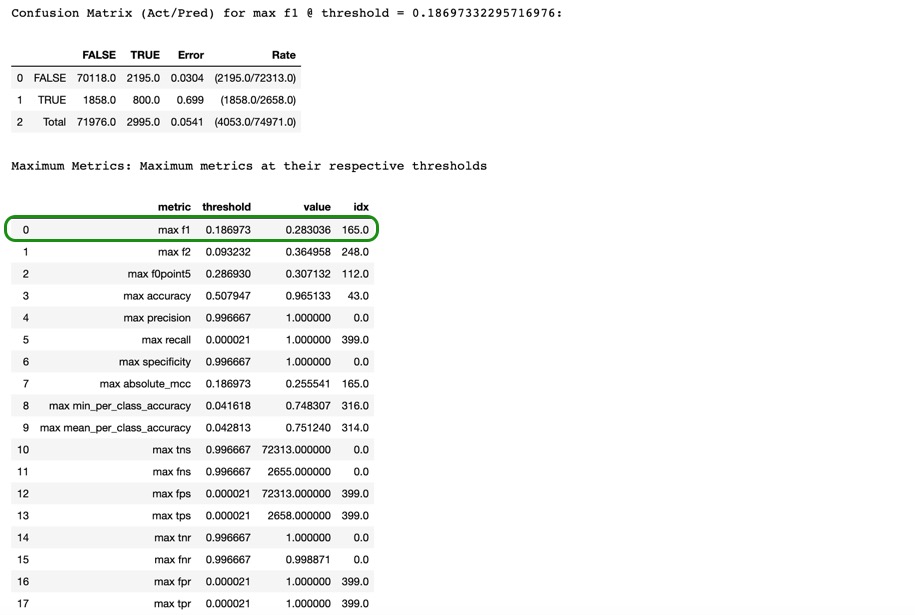 Confusion Matrix (Act/Pred) for max f1 @ threshold = 0.18697332295716976:
FALSE TRUE Error Rate
0 FALSE 70118.0 2195.0 0.0304 (2195.0/72313.0)
1 TRUE 1858.0 800.0 0.699 (1858.0/2658.0)
2 Total 71976.0 2995.0 0.0541 (4053.0/74971.0)
Maximum Metrics: Maximum metrics at their respective thresholds
metric threshold value idx
0 max f1 0.186973 0.283036 165.0
1 max f2 0.093232 0.364958 248.0
2 max f0point5 0.286930 0.307132 112.0
3 max accuracy 0.507947 0.965133 43.0
4 max precision 0.996667 1.000000 0.0
5 max recall 0.000021 1.000000 399.0
6 max specificity 0.996667 1.000000 0.0
7 max absolute_mcc 0.186973 0.255541 165.0
8 max min_per_class_accuracy 0.041618 0.748307 316.0
9 max mean_per_class_accuracy 0.042813 0.751240 314.0
10 max tns 0.996667 72313.000000 0.0
11 max fns 0.996667 2655.000000 0.0
12 max fps 0.000021 72313.000000 399.0
13 max tps 0.000021 2658.000000 399.0
14 max tnr 0.996667 1.000000 0.0
15 max fnr 0.996667 0.998871 0.0
16 max fpr 0.000021 1.000000 399.0
17 max tpr 0.000021 1.000000 399.0